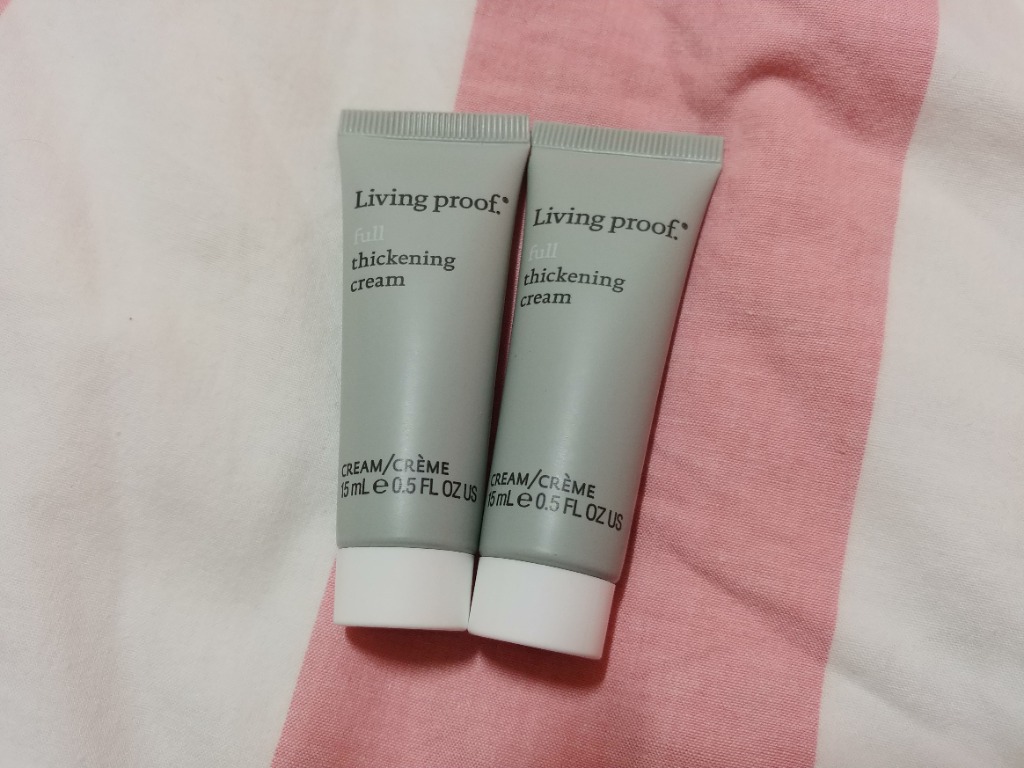 Living proof.
full
thickening
cream
CREAM/CRÈME
15 mL e 0.5 FL OZ US
Living proof.
full
thickening
cream
CREAM/CRÈME
15 mL e 0.5 FL OZ US